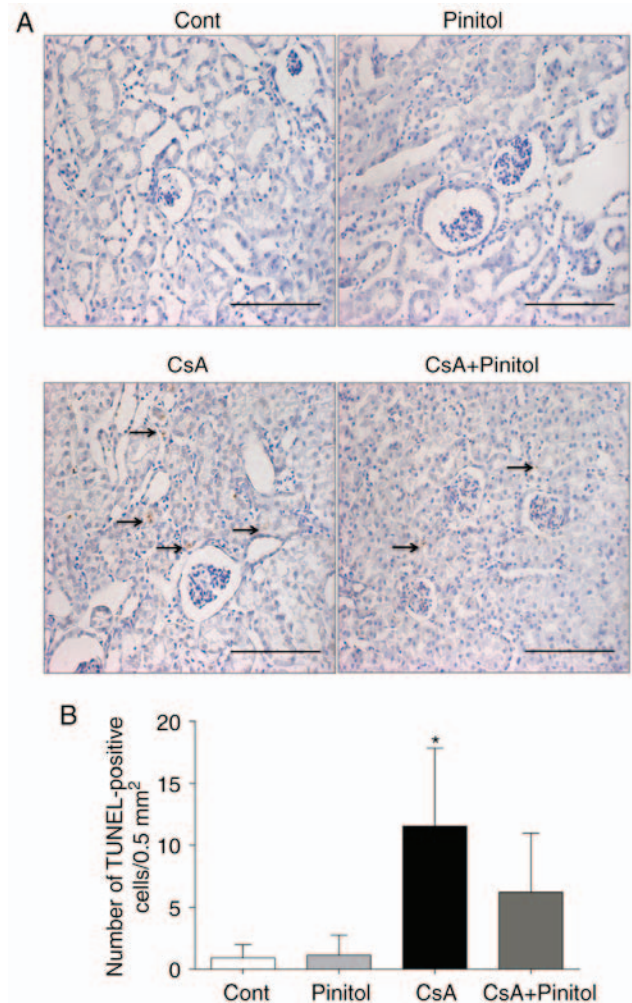 A
Cont
Pinitol
CsA
CsA+Pinitol
B
Number of TUNEL-positive
cells/0.5 mm²
20
15
10
5
0
*
Cont
Pinitol
CsA
CsA+Pinitol